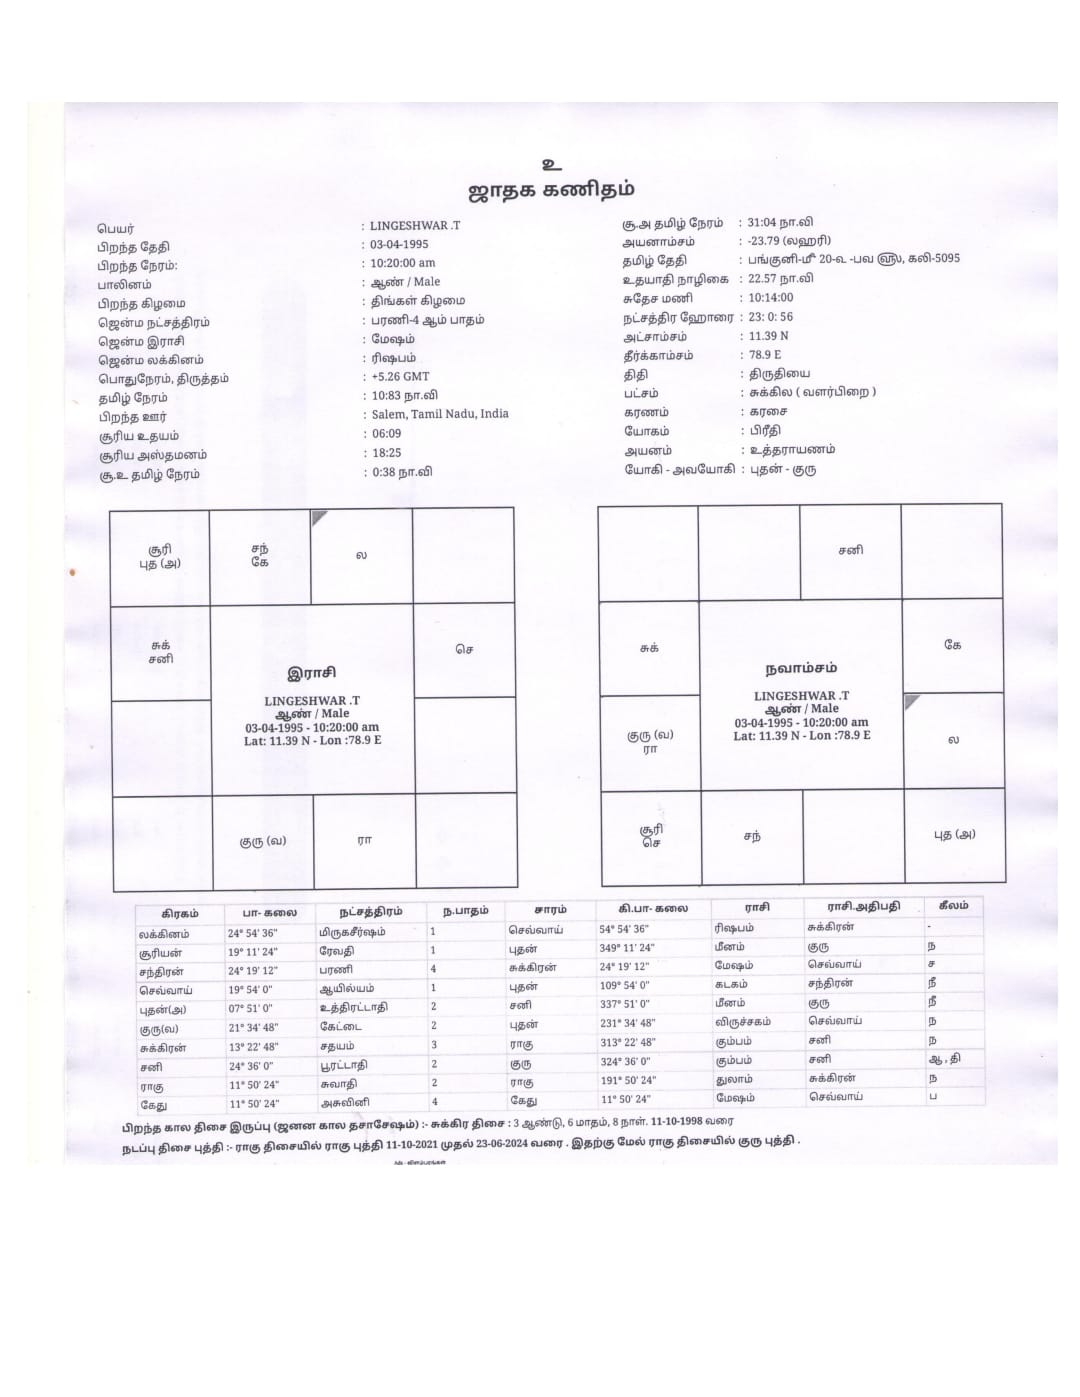 உ
ஜாதக கணிதம்
பெயர் : LINGESHWAR .T
பிறந்த தேதி : 03-04-1995
பிறந்த நேரம்: : 10:20:00 am
பாலினம் : ஆண் / Male
பிறந்த கிழமை : திங்கள் கிழமை
ஜென்ம நட்சத்திரம் : பரணி-4 ஆம் பாதம்
ஜென்ம இராசி : மேஷம்
ஜென்ம லக்கினம் : ரிஷபம்
பொதுநேரம், திருத்தம் : +5.26 GMT
தமிழ் நேரம் : 10:83 நா.வி
பிறந்த ஊர் : Salem, Tamil Nadu, India
சூரிய உதயம் : 06:09
சூரிய அஸ்தமனம் : 18:25
சூ.உ தமிழ் நேரம் : 0:38 நா.வி
சூ.அ தமிழ் நேரம் : 31:04 நா.வி
அயனாம்சம் : -23.79 (லஹரி)
தமிழ் தேதி : பங்குனி-மீ 20-உ -பவ ௵, கலி-5095
உதயாதி நாழிகை : 22.57 நா.வி
சுதேச மணி : 10:14:00
நட்சத்திர ஹோரை : 23: 0: 56
அட்சாம்சம் : 11.39 N
தீர்க்காம்சம் : 78.9 E
திதி : திருதியை
பட்சம் : சுக்கில ( வளர்பிறை )
கரணம் : கரசை
யோகம் : பிரீதி
அயனம் : உத்தராயணம்
யோகி - அவயோகி : புதன் - குரு
சூரி
புத (அ)
சந்
கே
ல
சுக்
சனி
செ
இராசி
LINGESHWAR .T
ஆண் / Male
03-04-1995 - 10:20:00 am
Lat: 11.39 N - Lon :78.9 E
குரு (வ)
ரா
சனி
சுக்
கே
நவாம்சம்
LINGESHWAR .T
ஆண் / Male
03-04-1995 - 10:20:00 am
Lat: 11.39 N - Lon :78.9 E
குரு (வ)
ரா
ல
சூரி
செ
சந்
புத (அ)
கிரகம் பா- கலை நட்சத்திரம் ந.பாதம் சாரம் கி.பா- கலை ராசி ராசி.அதிபதி கீலம்
லக்கினம் 24° 54' 36" மிருகசீர்ஷம் 1 செவ்வாய் 54° 54' 36" ரிஷபம் சுக்கிரன் -
சூரியன் 19° 11' 24" ரேவதி 1 புதன் 349° 11' 24" மீனம் குரு ந
சந்திரன் 24° 19' 12" பரணி 4 சுக்கிரன் 24° 19' 12" மேஷம் செவ்வாய் ச
செவ்வாய் 19° 54' 0" ஆயில்யம் 1 புதன் 109° 54' 0" கடகம் சந்திரன் நீ
புதன்(அ) 07° 51' 0" உத்திரட்டாதி 2 சனி 337° 51' 0" மீனம் குரு நீ
குரு(வ) 21° 34' 48" கேட்டை 2 புதன் 231° 34' 48" விருச்சகம் செவ்வாய் ந
சுக்கிரன் 13° 22' 48" சதயம் 3 ராகு 313° 22' 48" கும்பம் சனி ந
சனி 24° 36' 0" பூரட்டாதி 2 குரு 324° 36' 0" கும்பம் சனி ஆ , தி
ராகு 11° 50' 24" சுவாதி 2 ராகு 191° 50' 24" துலாம் சுக்கிரன் ந
கேது 11° 50' 24" அசுவினி 4 கேது 11° 50' 24" மேஷம் செவ்வாய் ப
பிறந்த கால திசை இருப்பு (ஜனன கால தசாசேஷம்) :- சுக்கிர திசை : 3 ஆண்டு, 6 மாதம், 8 நாள். 11-10-1998 வரை
நடப்பு திசை புத்தி :- ராகு திசையில் ராகு புத்தி 11-10-2021 முதல் 23-06-2024 வரை . இதற்கு மேல் ராகு திசையில் குரு புத்தி .
Ads - விளம்பரங்கள்